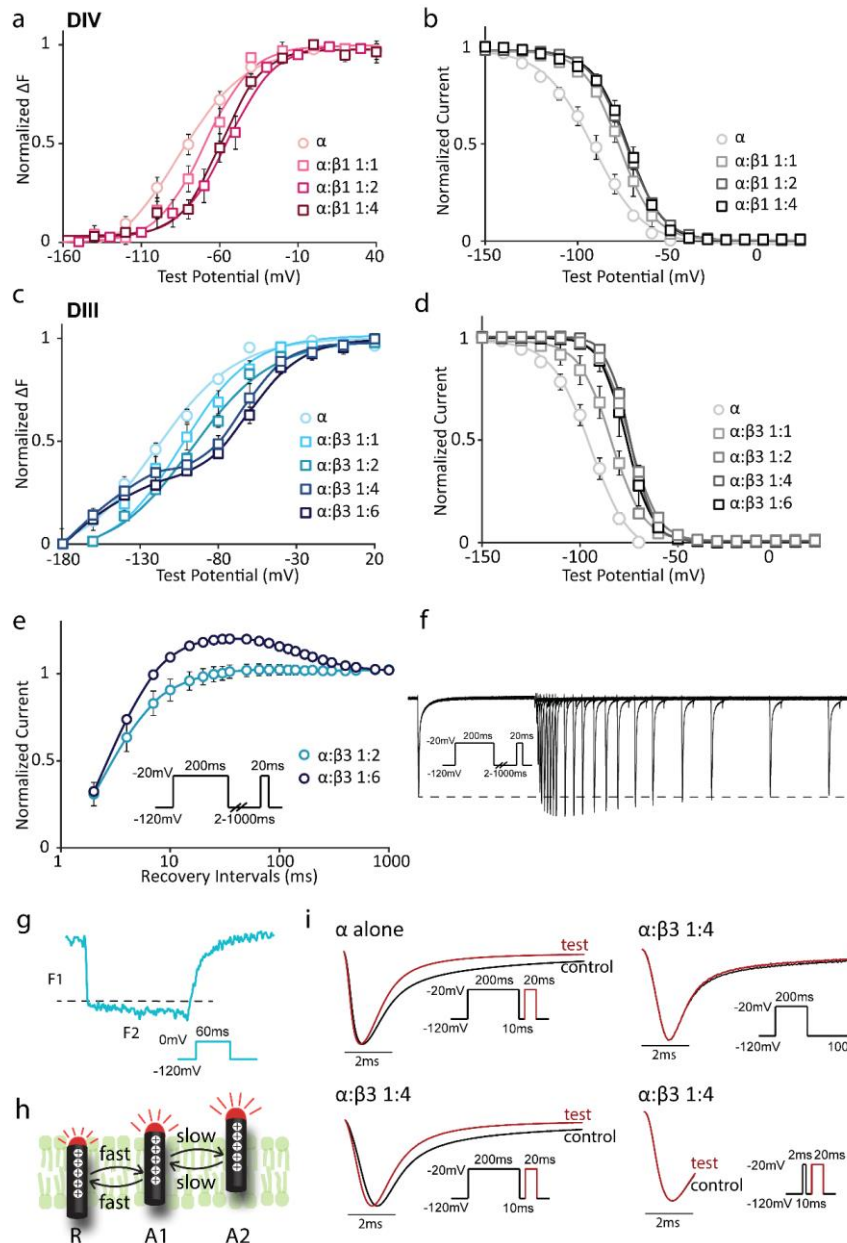 a DIV
Normalized ΔF
1
0.5
0
α
α:β1 1:1
α:β1 1:2
α:β1 1:4
-160 -110 -60 -10 40
Test Potential (mV)
b
Normalized Current
1
0.5
0
α
α:β1 1:1
α:β1 1:2
α:β1 1:4
-150 -100 -50 0
Test Potential (mV)
c DIII
Normalized ΔF
1
0.5
0
α
α:β3 1:1
α:β3 1:2
α:β3 1:4
α:β3 1:6
-180 -130 -80 -30 20
Test Potential (mV)
d
Normalized Current
1
0.5
0
α
α:β3 1:1
α:β3 1:2
α:β3 1:4
α:β3 1:6
-150 -100 -50 0
Test Potential (mV)
e
Normalized Current
1
0.5
0
α:β3 1:2
α:β3 1:6
200ms 20ms
-20mV
-120mV
2-1000ms
1 10 100 1000
Recovery Intervals (ms)
f
200ms 20ms
-20mV
-120mV
2-1000ms
g
F1
F2
60ms
0mV
-120mV
h
fast slow
fast slow
R A1 A2
i
α alone
test
control
200ms 20ms
-20mV
-120mV
10ms
2ms
α:β3 1:4
test
control
200ms
-20mV
-120mV
100
2ms
α:β3 1:4
test
control
200ms 20ms
-20mV
-120mV
10ms
2ms
α:β3 1:4
test
control
2ms 20ms
-20mV
-120mV
10ms
2ms